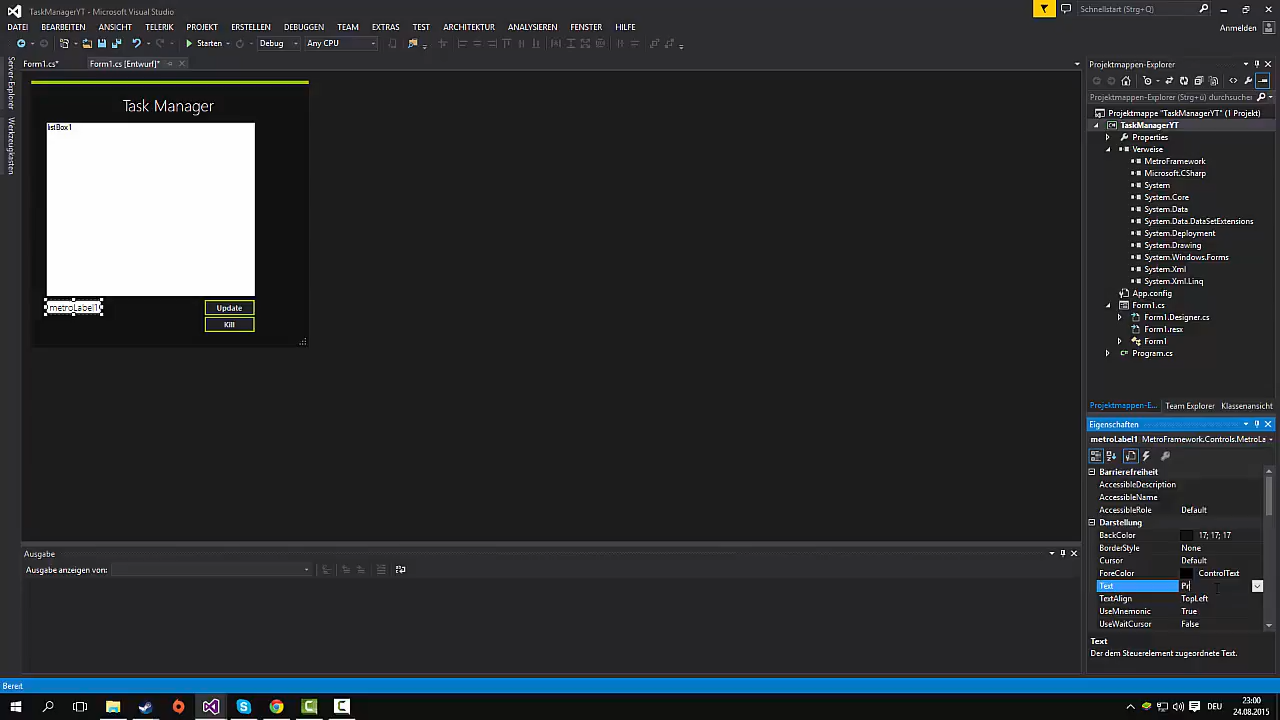 TaskManagerYT - Microsoft Visual Studio
Schnellstart (Strg+Q)
DATEI BEARBEITEN ANSICHT TELERIK PROJEKT ERSTELLEN DEBUGGEN TEAM EXTRAS TEST ARCHITEKTUR ANALYSIEREN FENSTER HILFE
Anmelden
Starten Debug Any CPU
Form1.cs* Form1.cs [Entwurf]*
Server-Explorer
Werkzeugkasten
Task Manager
listBox1
metroLabel1
Update
Kill
Ausgabe
Ausgabe anzeigen von:
Projektmappen-Explorer
Projektmappen-Explorer (Strg+ü) durchsuchen
Projektmappe "TaskManagerYT" (1 Projekt)
TaskManagerYT
Properties
Verweise
MetroFramework
Microsoft.CSharp
System
System.Core
System.Data
System.Data.DataSetExtensions
System.Deployment
System.Drawing
System.Windows.Forms
System.Xml
System.Xml.Linq
App.config
Form1.cs
Form1.Designer.cs
Form1.resx
Form1
Program.cs
Projektmappen-E... Team Explorer Klassenansicht
Eigenschaften
metroLabel1 MetroFramework.Controls.MetroLa
Barrierefreiheit
AccessibleDescription
AccessibleName
AccessibleRole Default
Darstellung
BackColor 17; 17; 17
BorderStyle None
Cursor Default
ForeColor ControlText
Text Pr
TextAlign TopLeft
UseMnemonic True
UseWaitCursor False
Text
Der dem Steuerelement zugeordnete Text.
Bereit
DEU
23:00
24.08.2015